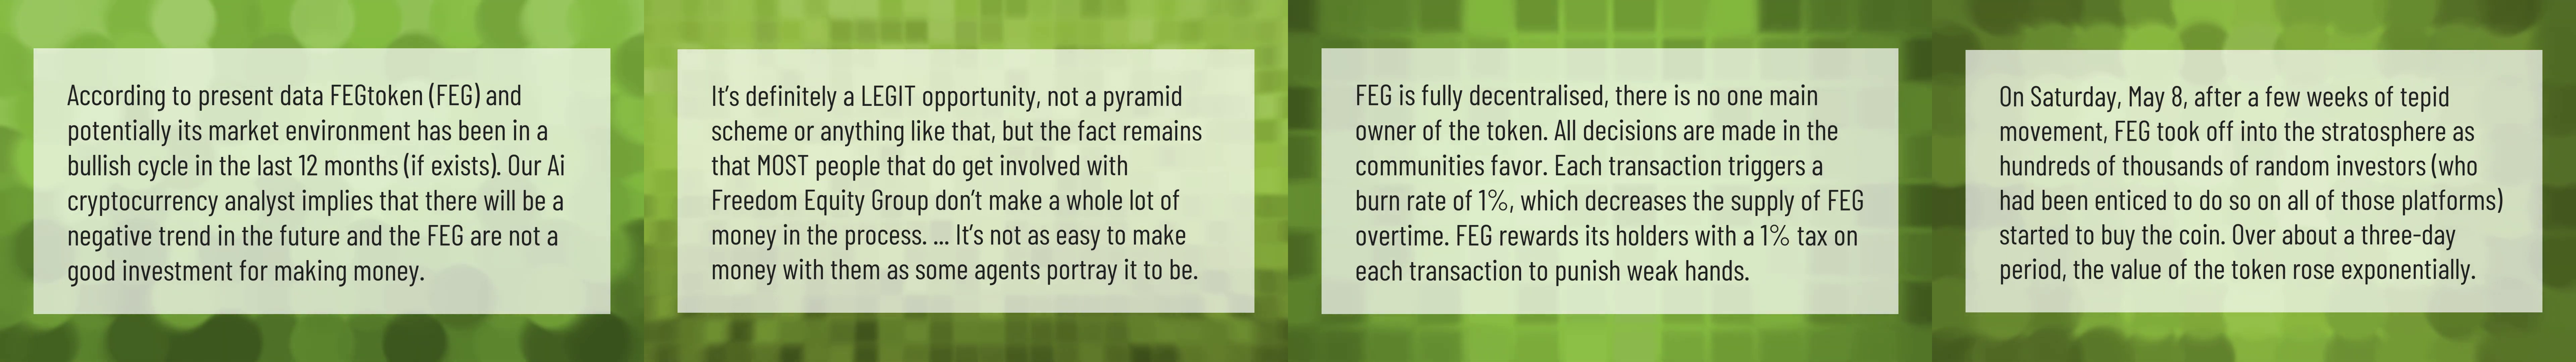 According to present data FEGtoken (FEG) and
potentially its market environment has been in a
bullish cycle in the last 12 months (if exists). Our Ai
cryptocurrency analyst implies that there will be a
negative trend in the future and the FEG are not a
good investment for making money.
It's definitely a LEGIT opportunity, not a pyramid
scheme or anything like that, but the fact remains
that MOST people that do get involved with
Freedom Equity Group don't make a whole lot of
money in the process. ... It's not as easy to make
money with them as some agents portray it to be.
FEG is fully decentralised, there is no one main
owner of the token. All decisions are made in the
communities favor. Each transaction triggers a
burn rate of 1%, which decreases the supply of FEG
overtime. FEG rewards its holders with a 1% tax on
each transaction to punish weak hands.
On Saturday, May 8, after a few weeks of tepid
movement, FEG took off into the stratosphere as
hundreds of thousands of random investors (who
had been enticed to do so on all of those platforms)
started to buy the coin. Over about a three-day
period, the value of the token rose exponentially.